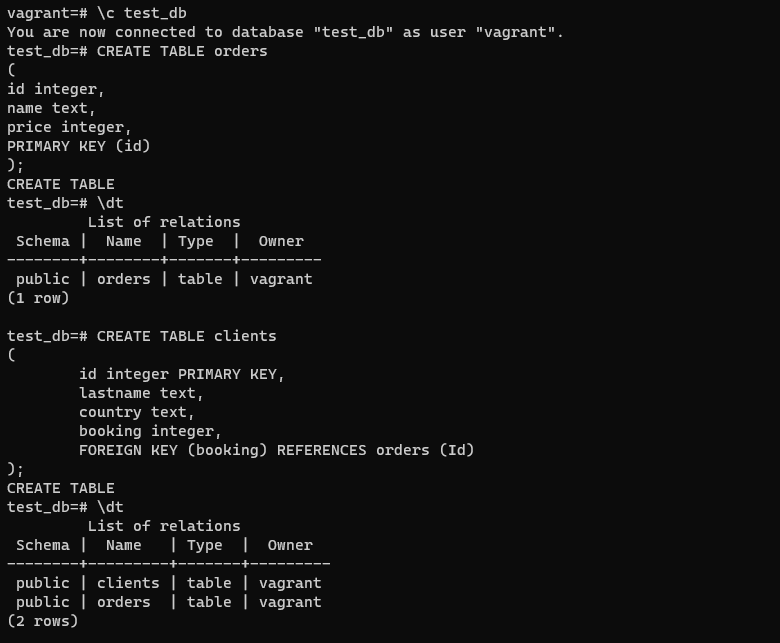 vagrant=# \c test_db
You are now connected to database "test_db" as user "vagrant".
test_db=# CREATE TABLE orders
(
id integer,
name text,
price integer,
PRIMARY KEY (id)
);
CREATE TABLE
test_db=# \dt
         List of relations
 Schema |  Name  | Type  |  Owner
--------+--------+-------+---------
 public | orders | table | vagrant
(1 row)

test_db=# CREATE TABLE clients
(
        id integer PRIMARY KEY,
        lastname text,
        country text,
        booking integer,
        FOREIGN KEY (booking) REFERENCES orders (Id)
);
CREATE TABLE
test_db=# \dt
         List of relations
 Schema |  Name   | Type  |  Owner
--------+---------+-------+---------
 public | clients | table | vagrant
 public | orders  | table | vagrant
(2 rows)